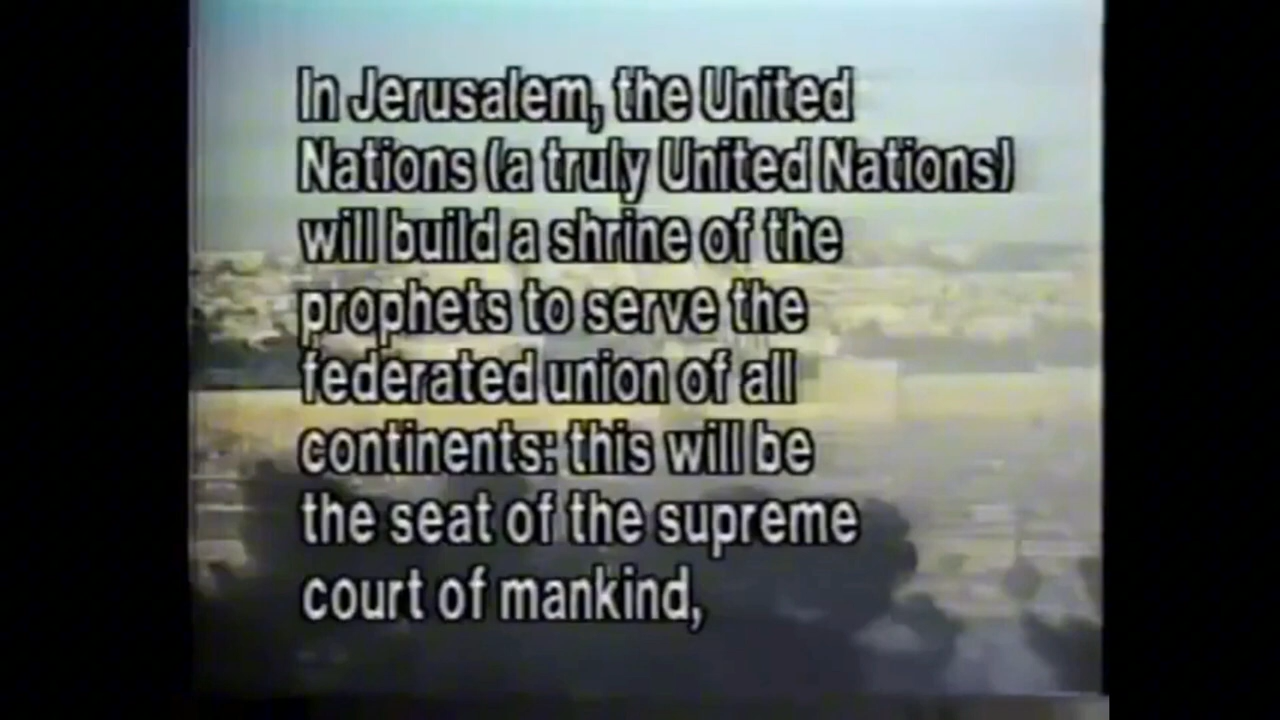 In Jerusalem, the United
Nations (a truly United Nations)
will build a shrine of the
prophets to serve the
federated union of all
continents: this will be
the seat of the supreme
court of mankind,